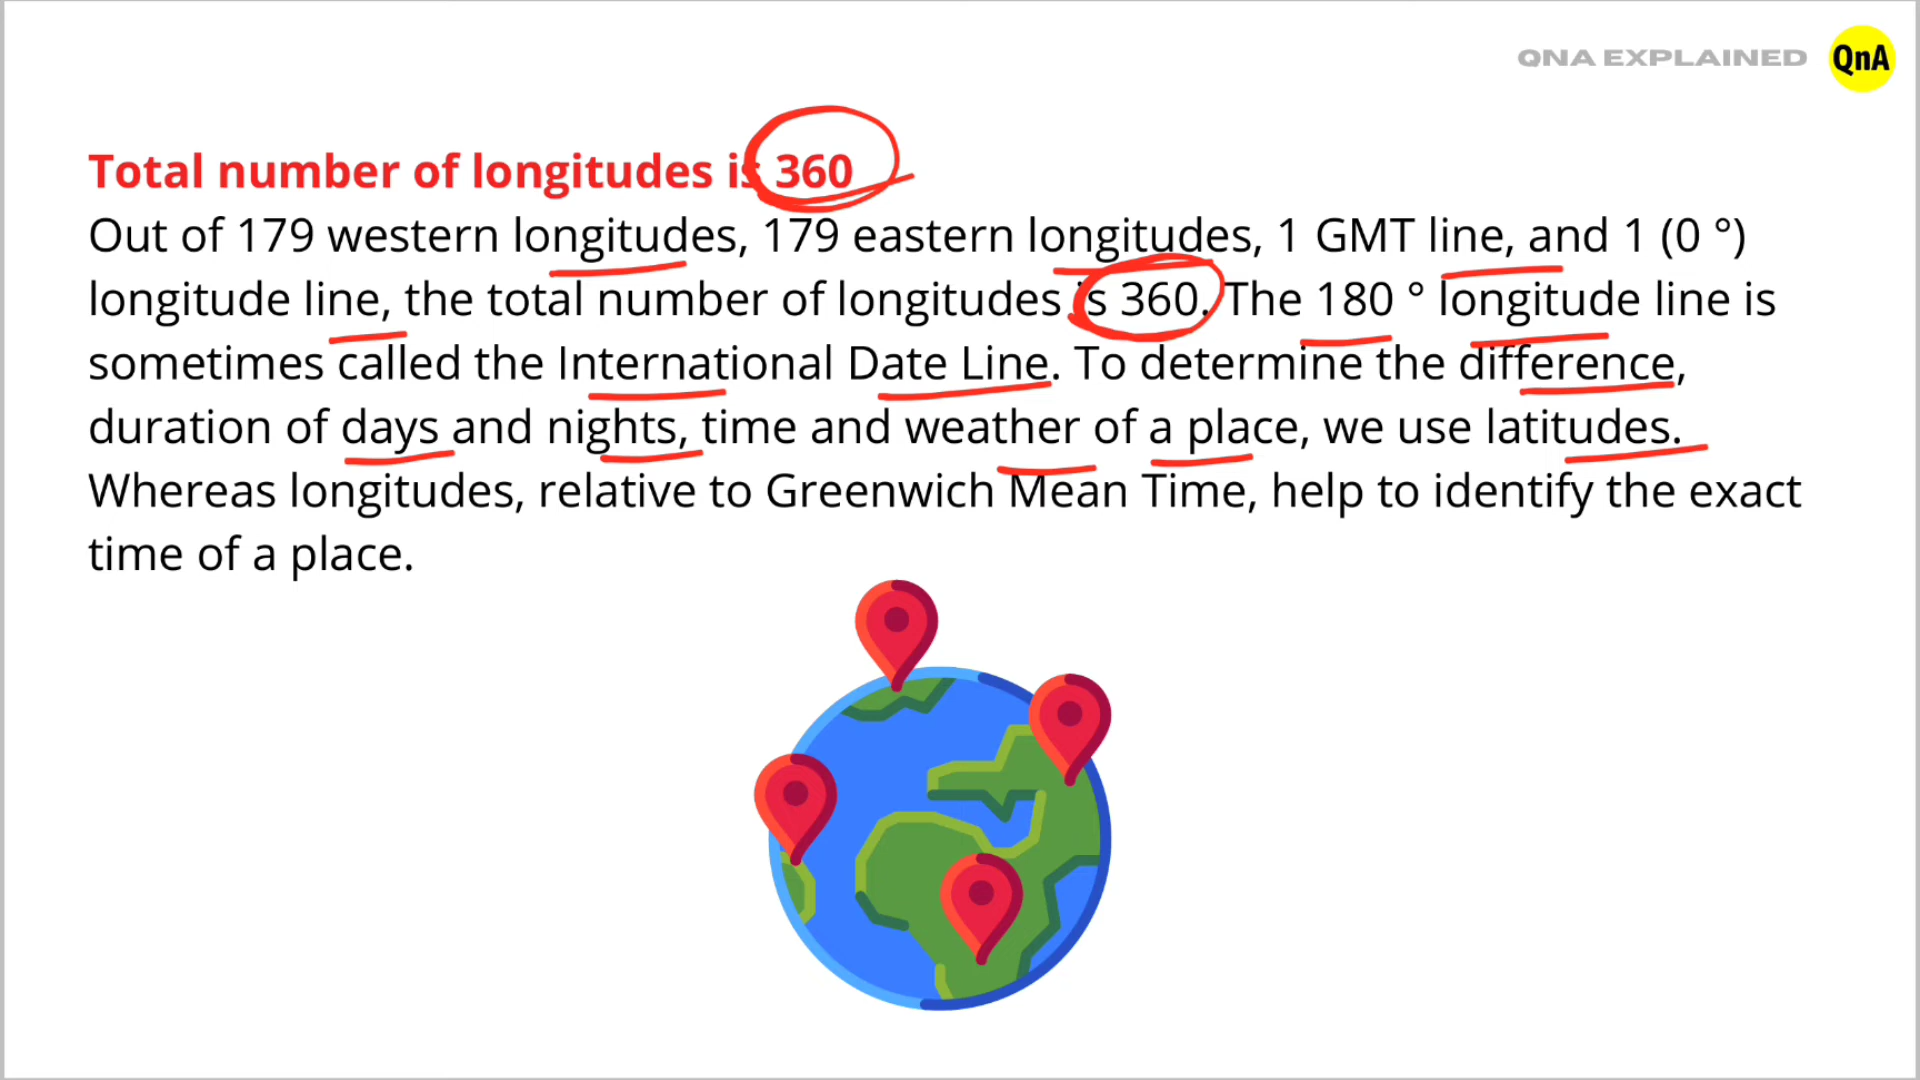 QNA EXPLAINED QnA
Total number of longitudes is 360
Out of 179 western longitudes, 179 eastern longitudes, 1 GMT line, and 1 (0 °)
longitude line, the total number of longitudes is 360. The 180 ° longitude line is
sometimes called the International Date Line. To determine the difference,
duration of days and nights, time and weather of a place, we use latitudes.
Whereas longitudes, relative to Greenwich Mean Time, help to identify the exact
time of a place.